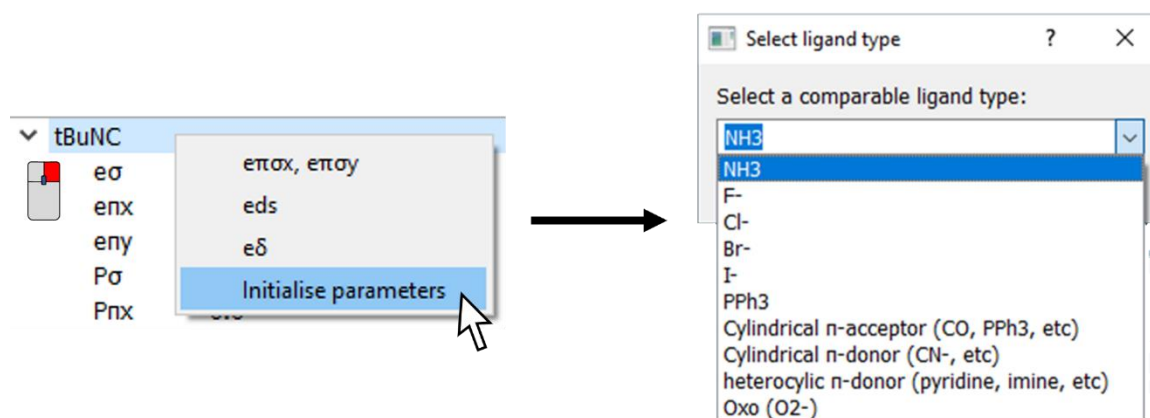 tBuNC
eσ
eπx
eπy
Pσ
Pπx
eπσx, eπσy
eds
eδ
Initialise parameters
Select ligand type ?
Select a comparable ligand type:
NH3
NH3
F-
Cl-
Br-
I-
PPh3
Cylindrical π-acceptor (CO, PPh3, etc)
Cylindrical π-donor (CN-, etc)
heterocylic π-donor (pyridine, imine, etc)
Oxo (O2-)